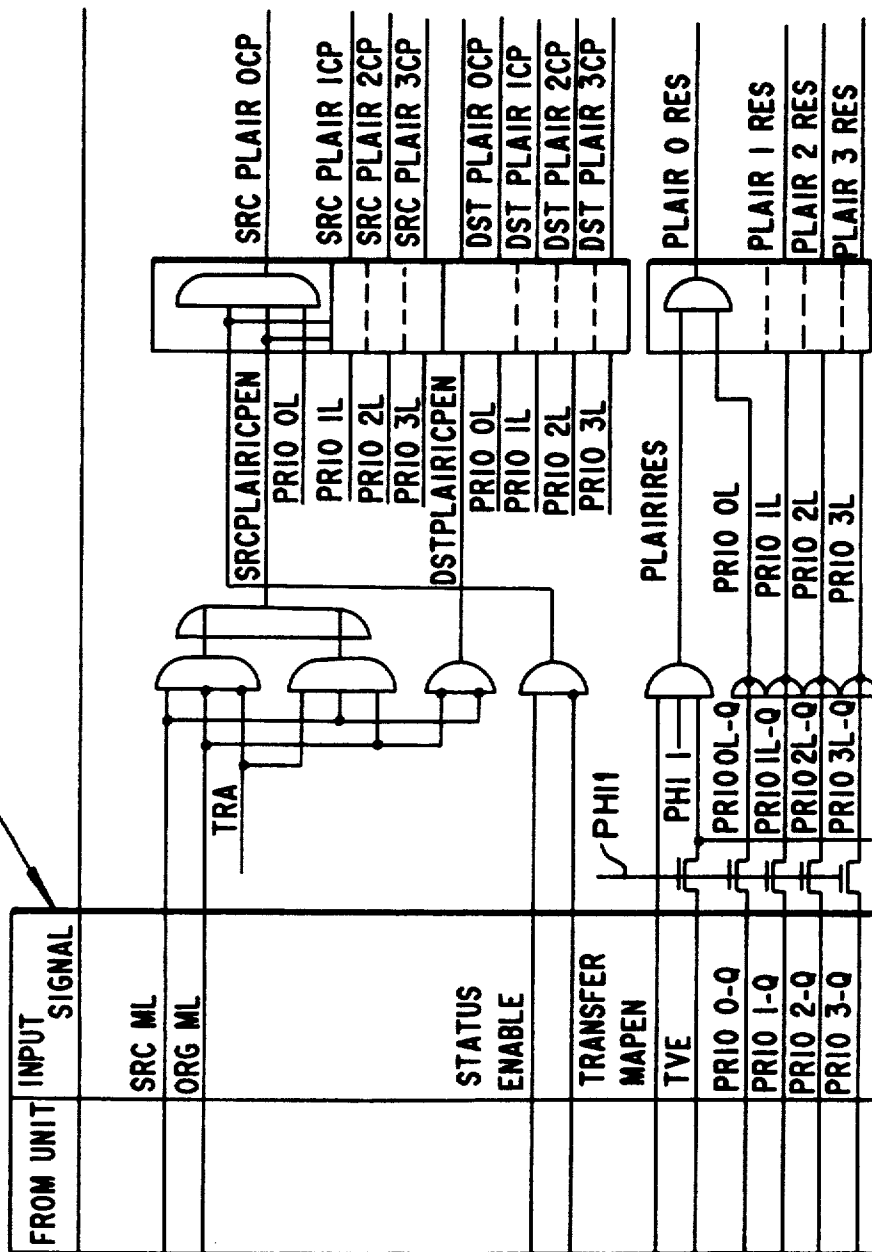 FROM UNIT
INPUT SIGNAL
SRC ML
ORG ML
STATUS
ENABLE
TRANSFER
MAPEN
TVE
PRIO 0-Q
PRIO 1-Q
PRIO 2-Q
PRIO 3-Q
TRA
PHI1
PHI 1
PRIO0L-Q
PRIO1L-Q
PRIO2L-Q
PRIO3L-Q
SRCPLAIRICPEN
PRIO 0L
PRIO 1L
PRIO 2L
PRIO 3L
DSTPLAIRICPEN
PRIO 0L
PRIO 1L
PRIO 2L
PRIO 3L
PLAIRIRES
PRIO 0L
PRIO 1L
PRIO 2L
PRIO 3L
SRC PLAIR 0CP
SRC PLAIR 1CP
SRC PLAIR 2CP
SRC PLAIR 3CP
DST PLAIR 0CP
DST PLAIR 1CP
DST PLAIR 2CP
DST PLAIR 3CP
PLAIR 0 RES
PLAIR 1 RES
PLAIR 2 RES
PLAIR 3 RES